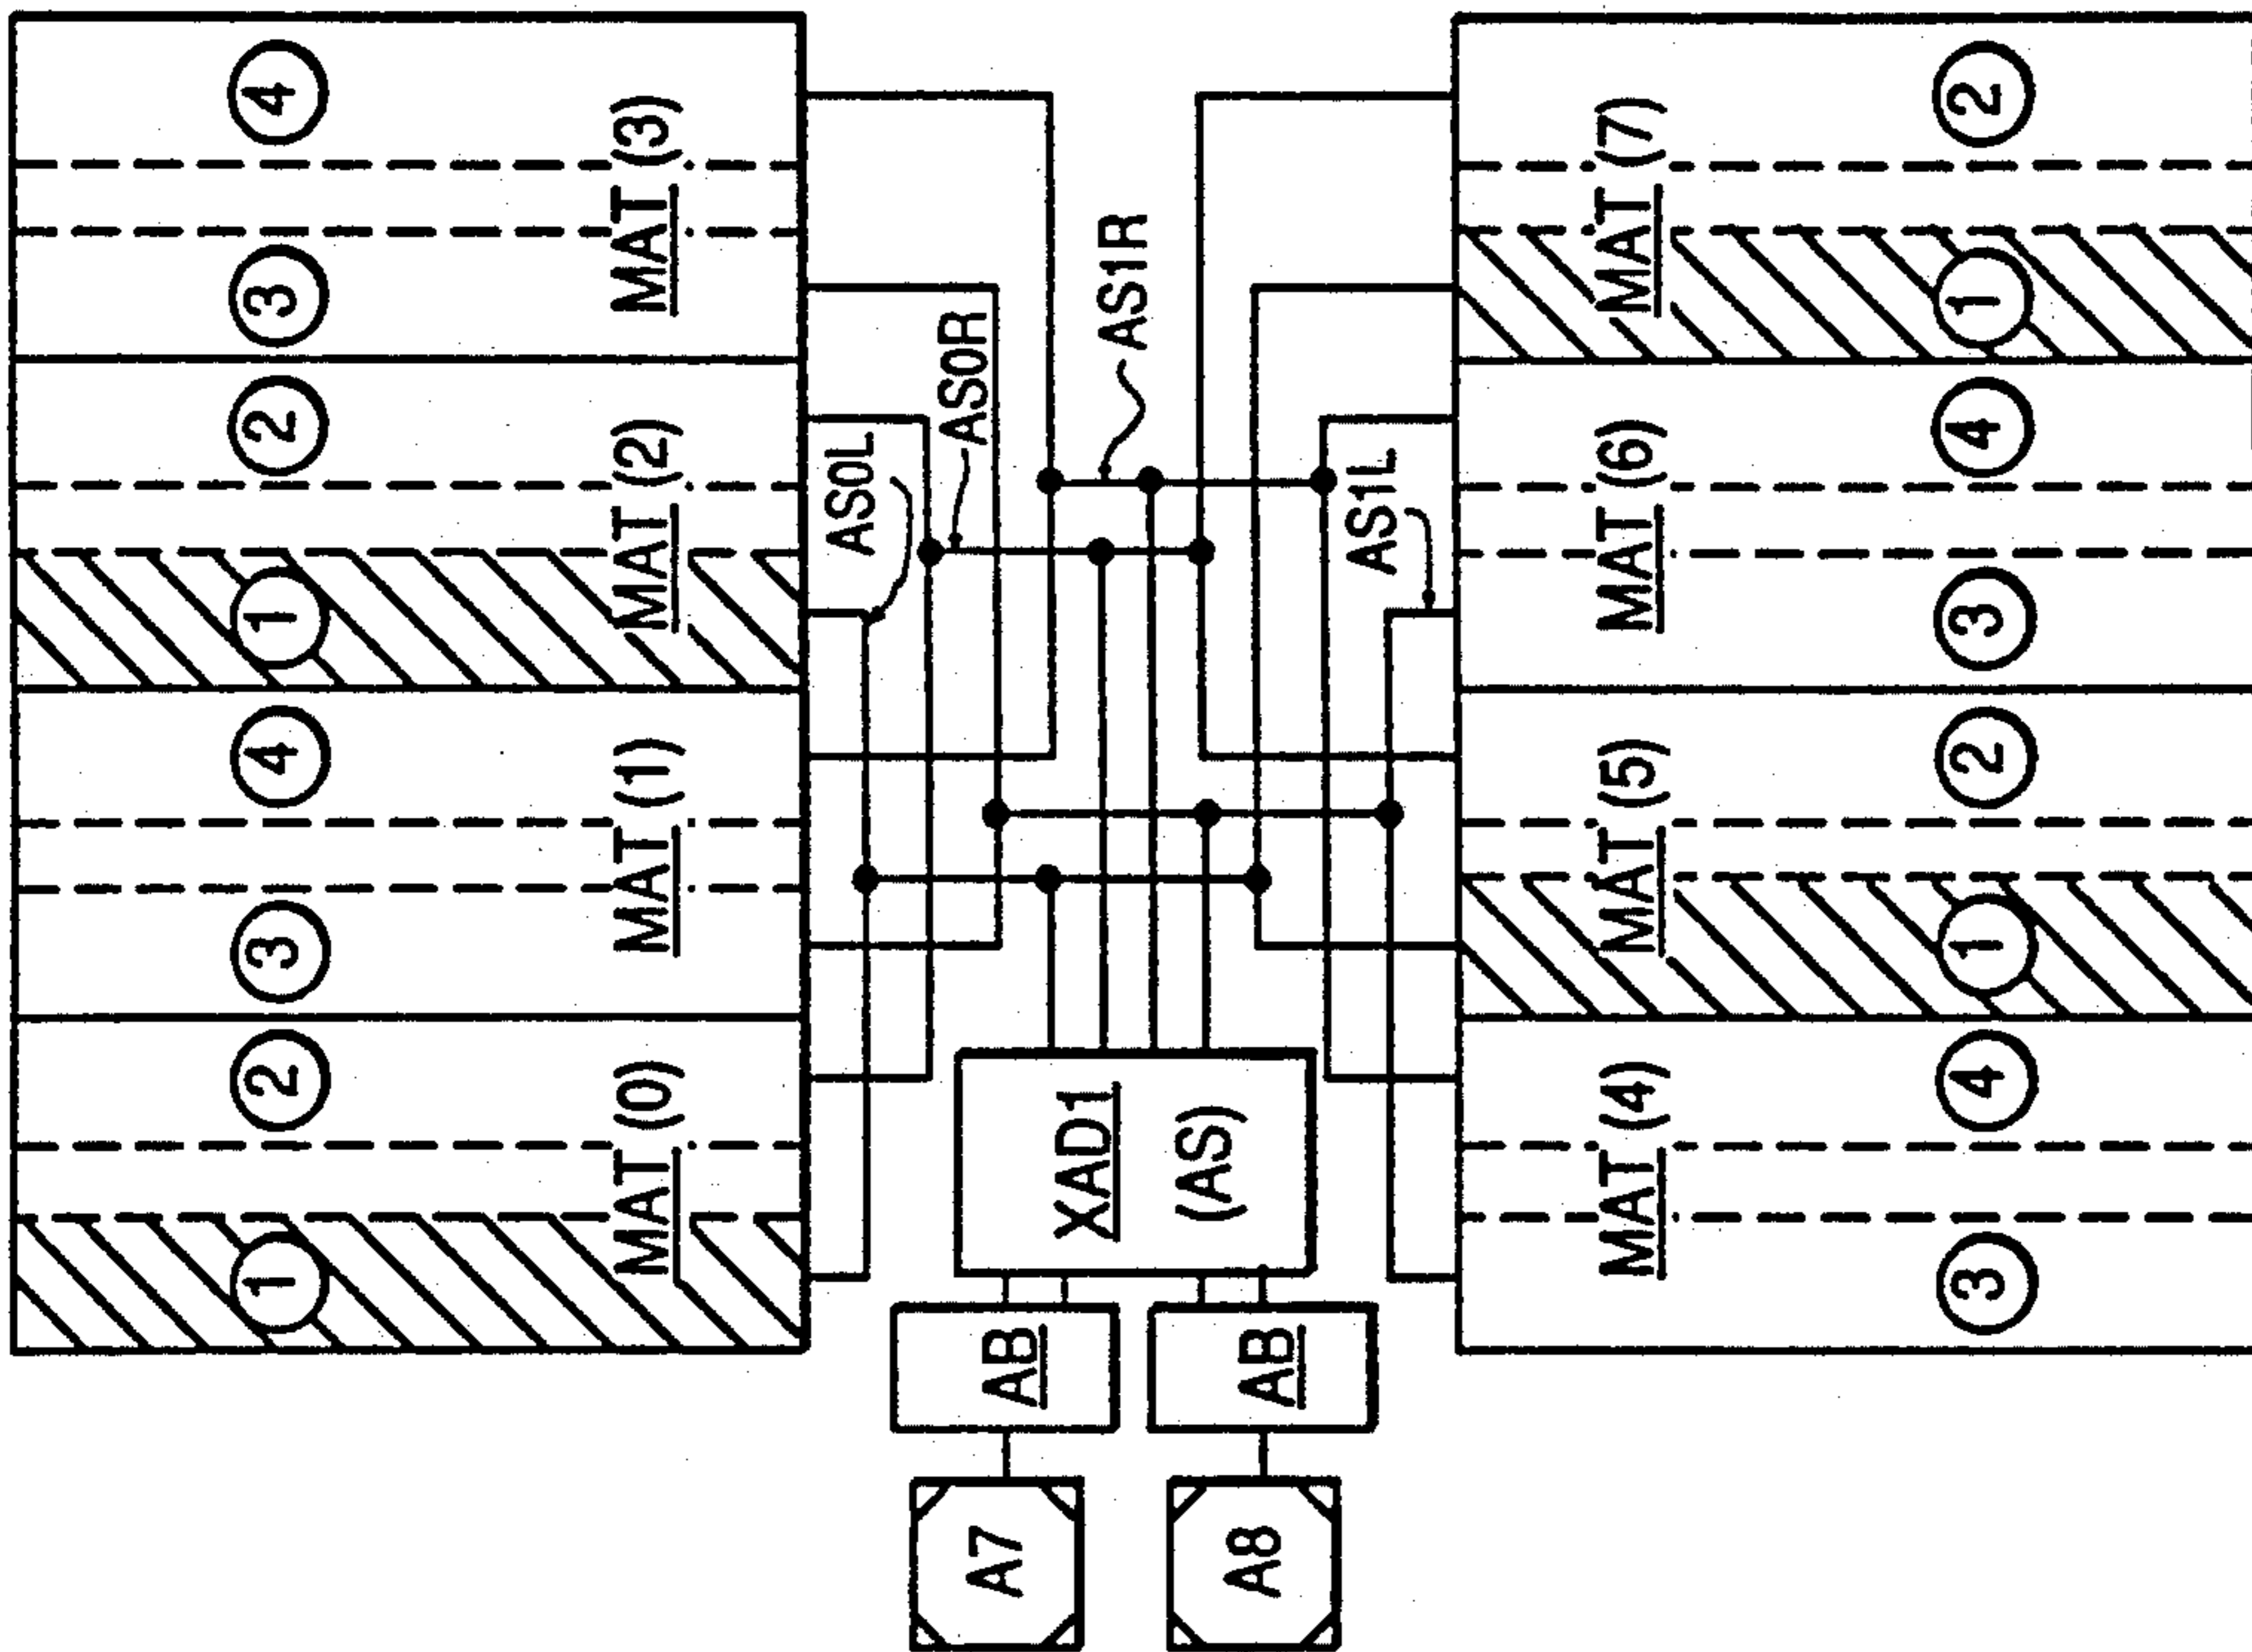 ① MAT (0) ②
③ MAT (1) ④
① MAT (2) ②
③ MAT (3) ④
AS0L
AS0R
AS1R
AS1L
A7
AB
XAD1
(AS)
A8
AB
③ MAT (4) ④
① MAT (5) ②
③ MAT (6) ④
① MAT (7) ②